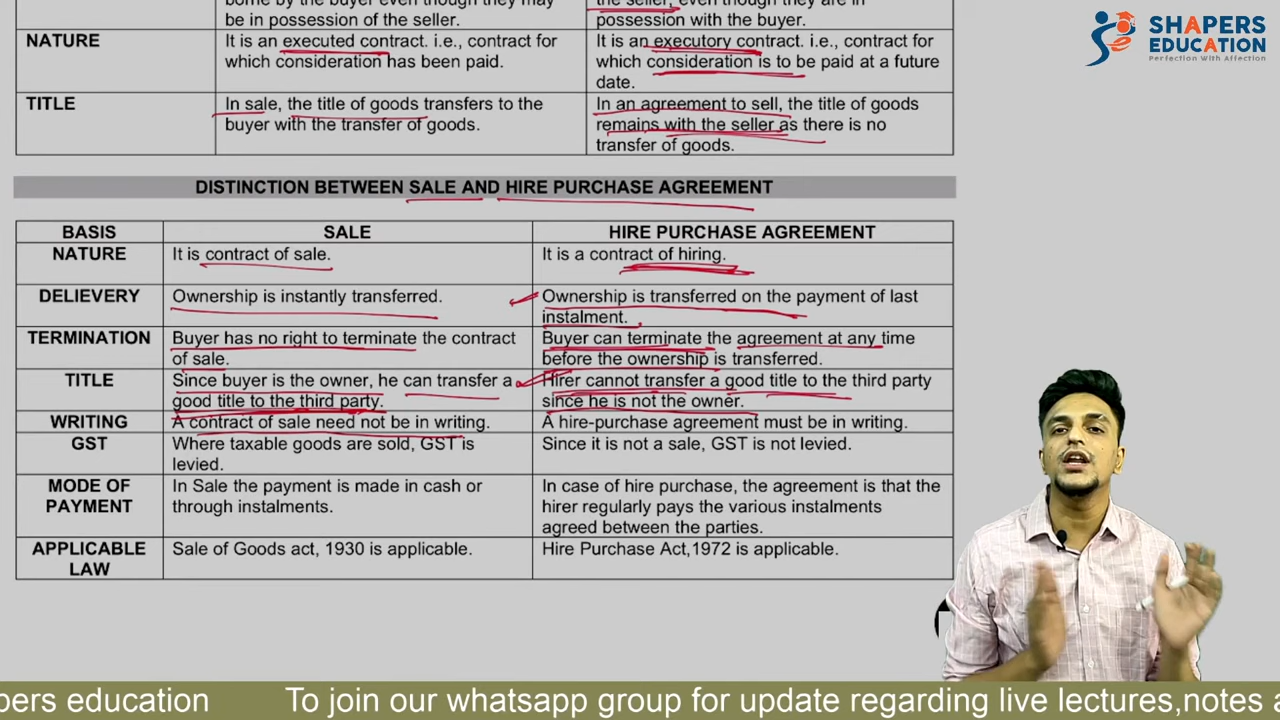 borne by the buyer even though they may
be in possession of the seller.
the seller, even though they are in
possession with the buyer.
NATURE
It is an executed contract. i.e., contract for
which consideration has been paid.
It is an executory contract. i.e., contract for
which consideration is to be paid at a future
date.
TITLE
In sale, the title of goods transfers to the
buyer with the transfer of goods.
In an agreement to sell, the title of goods
remains with the seller as there is no
transfer of goods.
DISTINCTION BETWEEN SALE AND HIRE PURCHASE AGREEMENT
BASIS
SALE
HIRE PURCHASE AGREEMENT
NATURE
It is contract of sale.
It is a contract of hiring.
DELIEVERY
Ownership is instantly transferred.
Ownership is transferred on the payment of last
instalment.
TERMINATION
Buyer has no right to terminate the contract
of sale.
Buyer can terminate the agreement at any time
before the ownership is transferred.
TITLE
Since buyer is the owner, he can transfer a
good title to the third party.
Hirer cannot transfer a good title to the third party
since he is not the owner.
WRITING
A contract of sale need not be in writing.
A hire-purchase agreement must be in writing.
GST
Where taxable goods are sold, GST is
levied.
Since it is not a sale, GST is not levied.
MODE OF
PAYMENT
In Sale the payment is made in cash or
through instalments.
In case of hire purchase, the agreement is that the
hirer regularly pays the various instalments
agreed between the parties.
APPLICABLE
LAW
Sale of Goods act, 1930 is applicable.
Hire Purchase Act,1972 is applicable.
SHAPERS
EDUCATION
Perfection With Affection
pers education To join our whatsapp group for update regarding live lectures,notes a